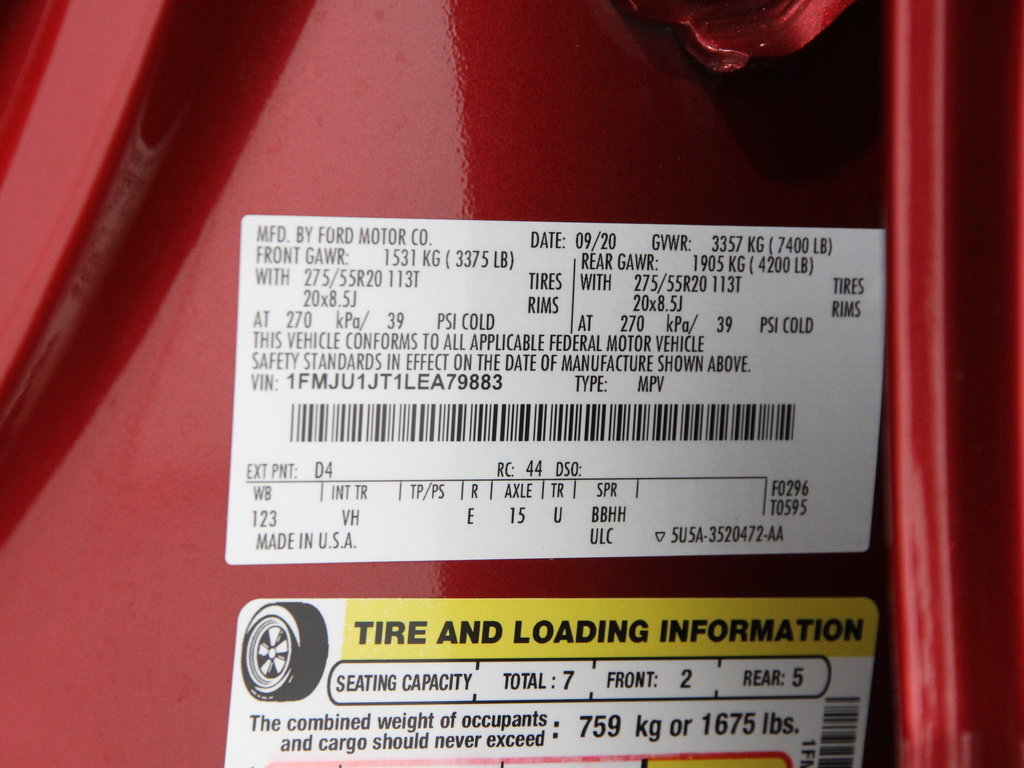 MFD. BY FORD MOTOR CO. DATE: 09/20 GVWR: 3357 KG ( 7400 LB)
FRONT GAWR: 1531 KG ( 3375 LB) REAR GAWR: 1905 KG ( 4200 LB)
WITH 275/55R20 113T TIRES WITH 275/55R20 113T TIRES
20x8.5J RIMS 20x8.5J RIMS
AT 270 kPa/ 39 PSI COLD AT 270 kPa/ 39 PSI COLD
THIS VEHICLE CONFORMS TO ALL APPLICABLE FEDERAL MOTOR VEHICLE
SAFETY STANDARDS IN EFFECT ON THE DATE OF MANUFACTURE SHOWN ABOVE.
VIN: 1FMJU1JT1LEA79883 TYPE: MPV
EXT PNT: D4 RC: 44 DSO:
WB INT TR TP/PS R AXLE TR SPR F0296
123 VH E 15 U BBHH T0595
MADE IN U.S.A. ULC ▽ 5U5A-3520472-AA
TIRE AND LOADING INFORMATION
SEATING CAPACITY TOTAL : 7 FRONT: 2 REAR: 5
The combined weight of occupants
and cargo should never exceed : 759 kg or 1675 lbs.